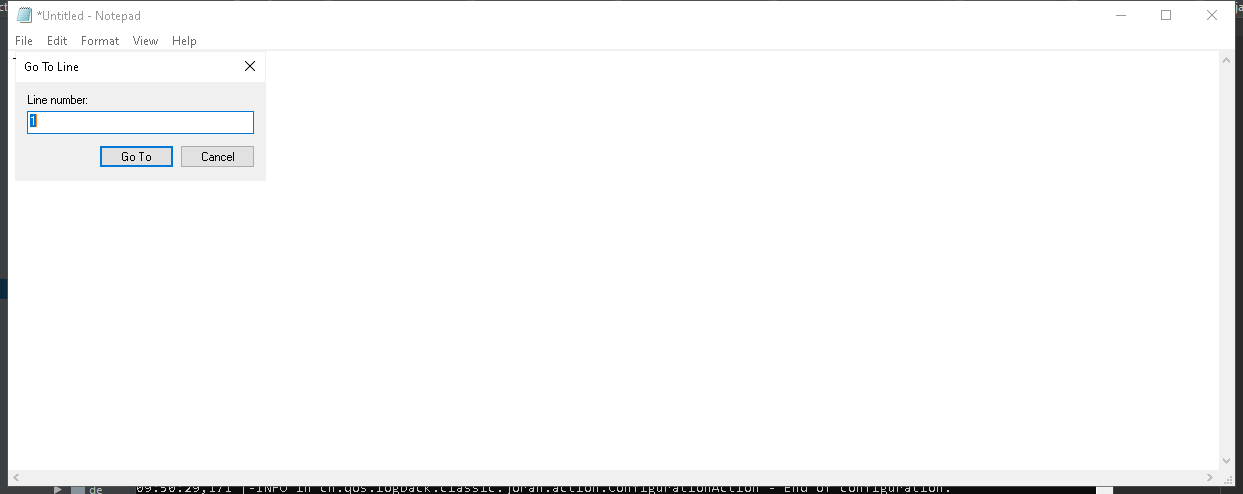 *Untitled - Notepad
File Edit Format View Help
Go To Line
Line number:
1
Go To Cancel
de 09:50:29,171 |-INFO in ch.qos.logback.classic.joran.action.ConfigurationAction - End of configuration.